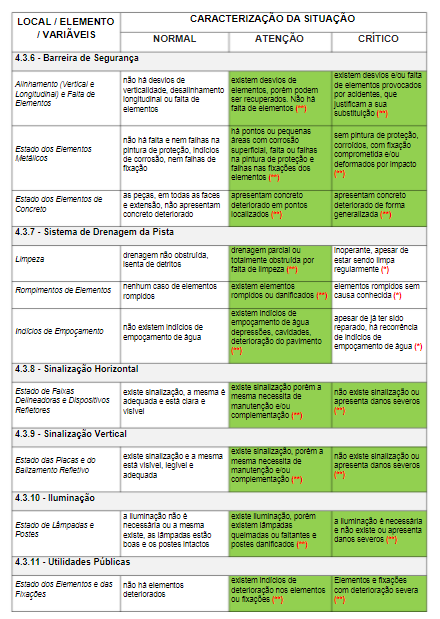 LOCAL / ELEMENTO
/ VARIÁVEIS
CARACTERIZAÇÃO DA SITUAÇÃO
NORMAL
ATENÇÃO
CRÍTICO
4.3.6 - Barreira de Segurança
Alinhamento (Vertical e
Longitudinal) e Falta de
Elementos
não há desvios de
verticalidade, desalinhamento
longitudinal ou falta de
elementos
existem desvios de
elementos, porém podem
ser recuperados. Não há
falta de elementos (**)
existem desvios e/ou falta
de elementos provocados
por acidentes, que
justificam a sua
substituição (**)
Estado dos Elementos
Metálicos
não há falta e nem falhas na
pintura de proteção, indícios
de corrosão, nem falhas de
fixação
há pontos ou pequenas
áreas com corrosão
superficial, falta ou falhas
na pintura de proteção e
falhas nas fixações dos
elementos (**)
sem pintura de proteção,
corroídos, com fixação
comprometida e/ou
deformados por impacto
(**)
Estado dos Elementos de
Concreto
as peças, em todas as faces
e extensão, não apresentam
concreto deteriorado
apresentam concreto
deteriorado em pontos
localizados (**)
apresentam concreto
deteriorado de forma
generalizada (**)
4.3.7 - Sistema de Drenagem da Pista
Limpeza
drenagem não obstruída,
isenta de detritos
drenagem parcial ou
totalmente obstruída por
falta de limpeza (**)
inoperante, apesar de
estar sendo limpa
regularmente (*)
Rompimentos de Elementos
nenhum caso de elementos
rompidos
existem elementos
rompidos ou danificados (**)
elementos rompidos sem
causa conhecida (*)
Indícios de Empoçamento
não existem indícios de
empoçamento de água
existem indícios de
empoçamento de água
depressões, cavidades,
deterioração do pavimento
(**)
apesar de já ter sido
reparado, há recorrência
de indícios de
empoçamento de água (*)
4.3.8 - Sinalização Horizontal
Estado de Faixas
Delineadoras e Dispositivos
Refletores
existe sinalização, a mesma é
adequada e está clara e
visível
existe sinalização porém a
mesma necessita de
manutenção e/ou
complementação (**)
não existe sinalização ou
apresenta danos severos
(**)
4.3.9 - Sinalização Vertical
Estado das Placas e do
Balizamento Refletivo
existe sinalização e a mesma
está visível, legível e
adequada
existe sinalização, porém a
mesma necessita de
manutenção e/ou
complementação (**)
não existe sinalização ou
apresenta danos severos
(**)
4.3.10 - Iluminação
Estado de Lâmpadas e
Postes
a iluminação não é
necessária ou a mesma
existe, as lâmpadas estão
boas e os postes intactos
existe iluminação, porém
existem lâmpadas
queimadas ou faltantes e
postes danificados (**)
a iluminação é necessária
e não existe ou apresenta
danos severos (**)
4.3.11 - Utilidades Públicas
Estado dos Elementos e das
Fixações
não há elementos
deteriorados
existem indícios de
deterioração nos elementos
ou fixações (**)
Elementos e fixações
com deterioração severa
(**)